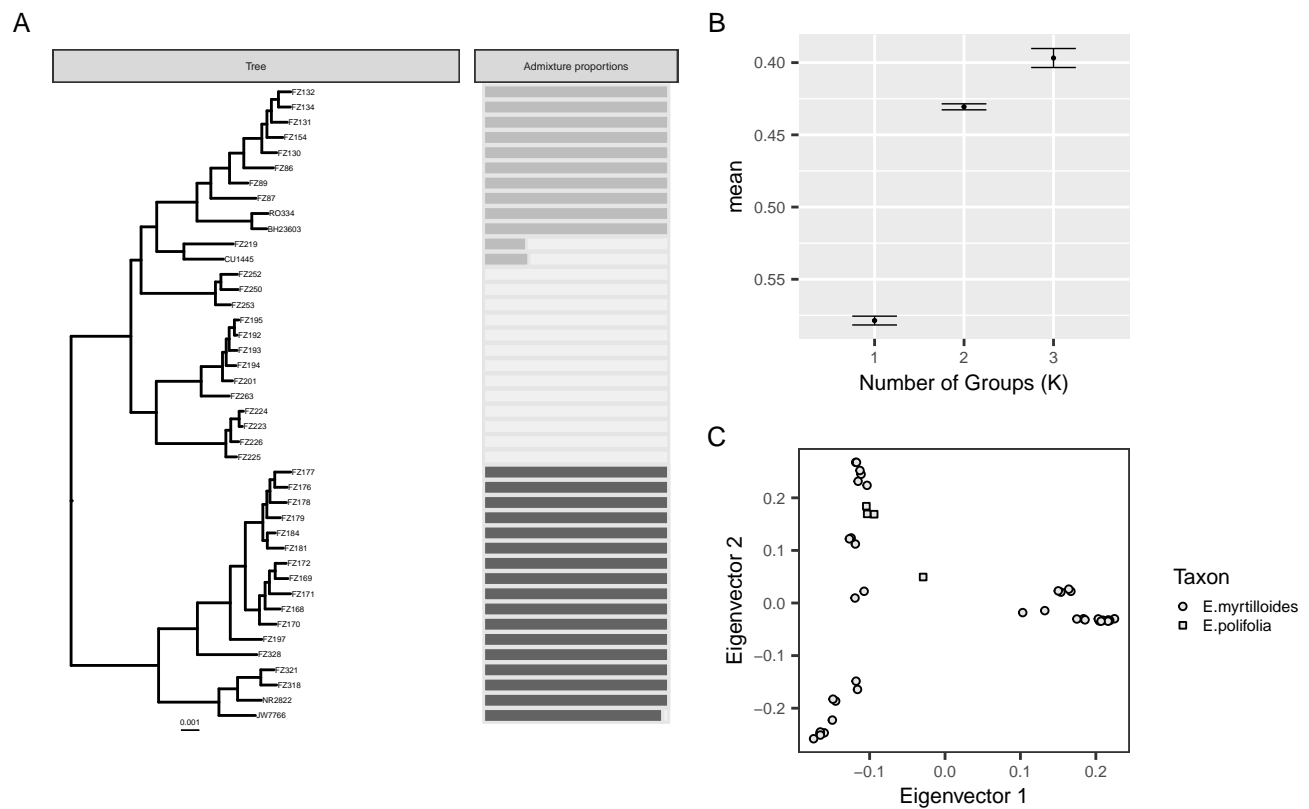 A
Tree
Admixture proportions
FZ132
FZ134
FZ131
FZ154
FZ130
FZ86
FZ89
FZ87
RO334
BH23603
FZ219
CU1445
FZ252
FZ250
FZ253
FZ195
FZ192
FZ193
FZ194
FZ201
FZ263
FZ224
FZ223
FZ226
FZ225
FZ177
FZ176
FZ178
FZ179
FZ184
FZ181
FZ172
FZ169
FZ171
FZ168
FZ170
FZ197
FZ328
FZ321
FZ318
NR2822
JW7766
0.001
B
0.40
0.45
0.50
0.55
mean
1 2 3
Number of Groups (K)
C
0.2
0.1
0.0
−0.1
−0.2
Eigenvector 2
−0.1 0.0 0.1 0.2
Eigenvector 1
Taxon
E.myrtilloides
E.polifolia